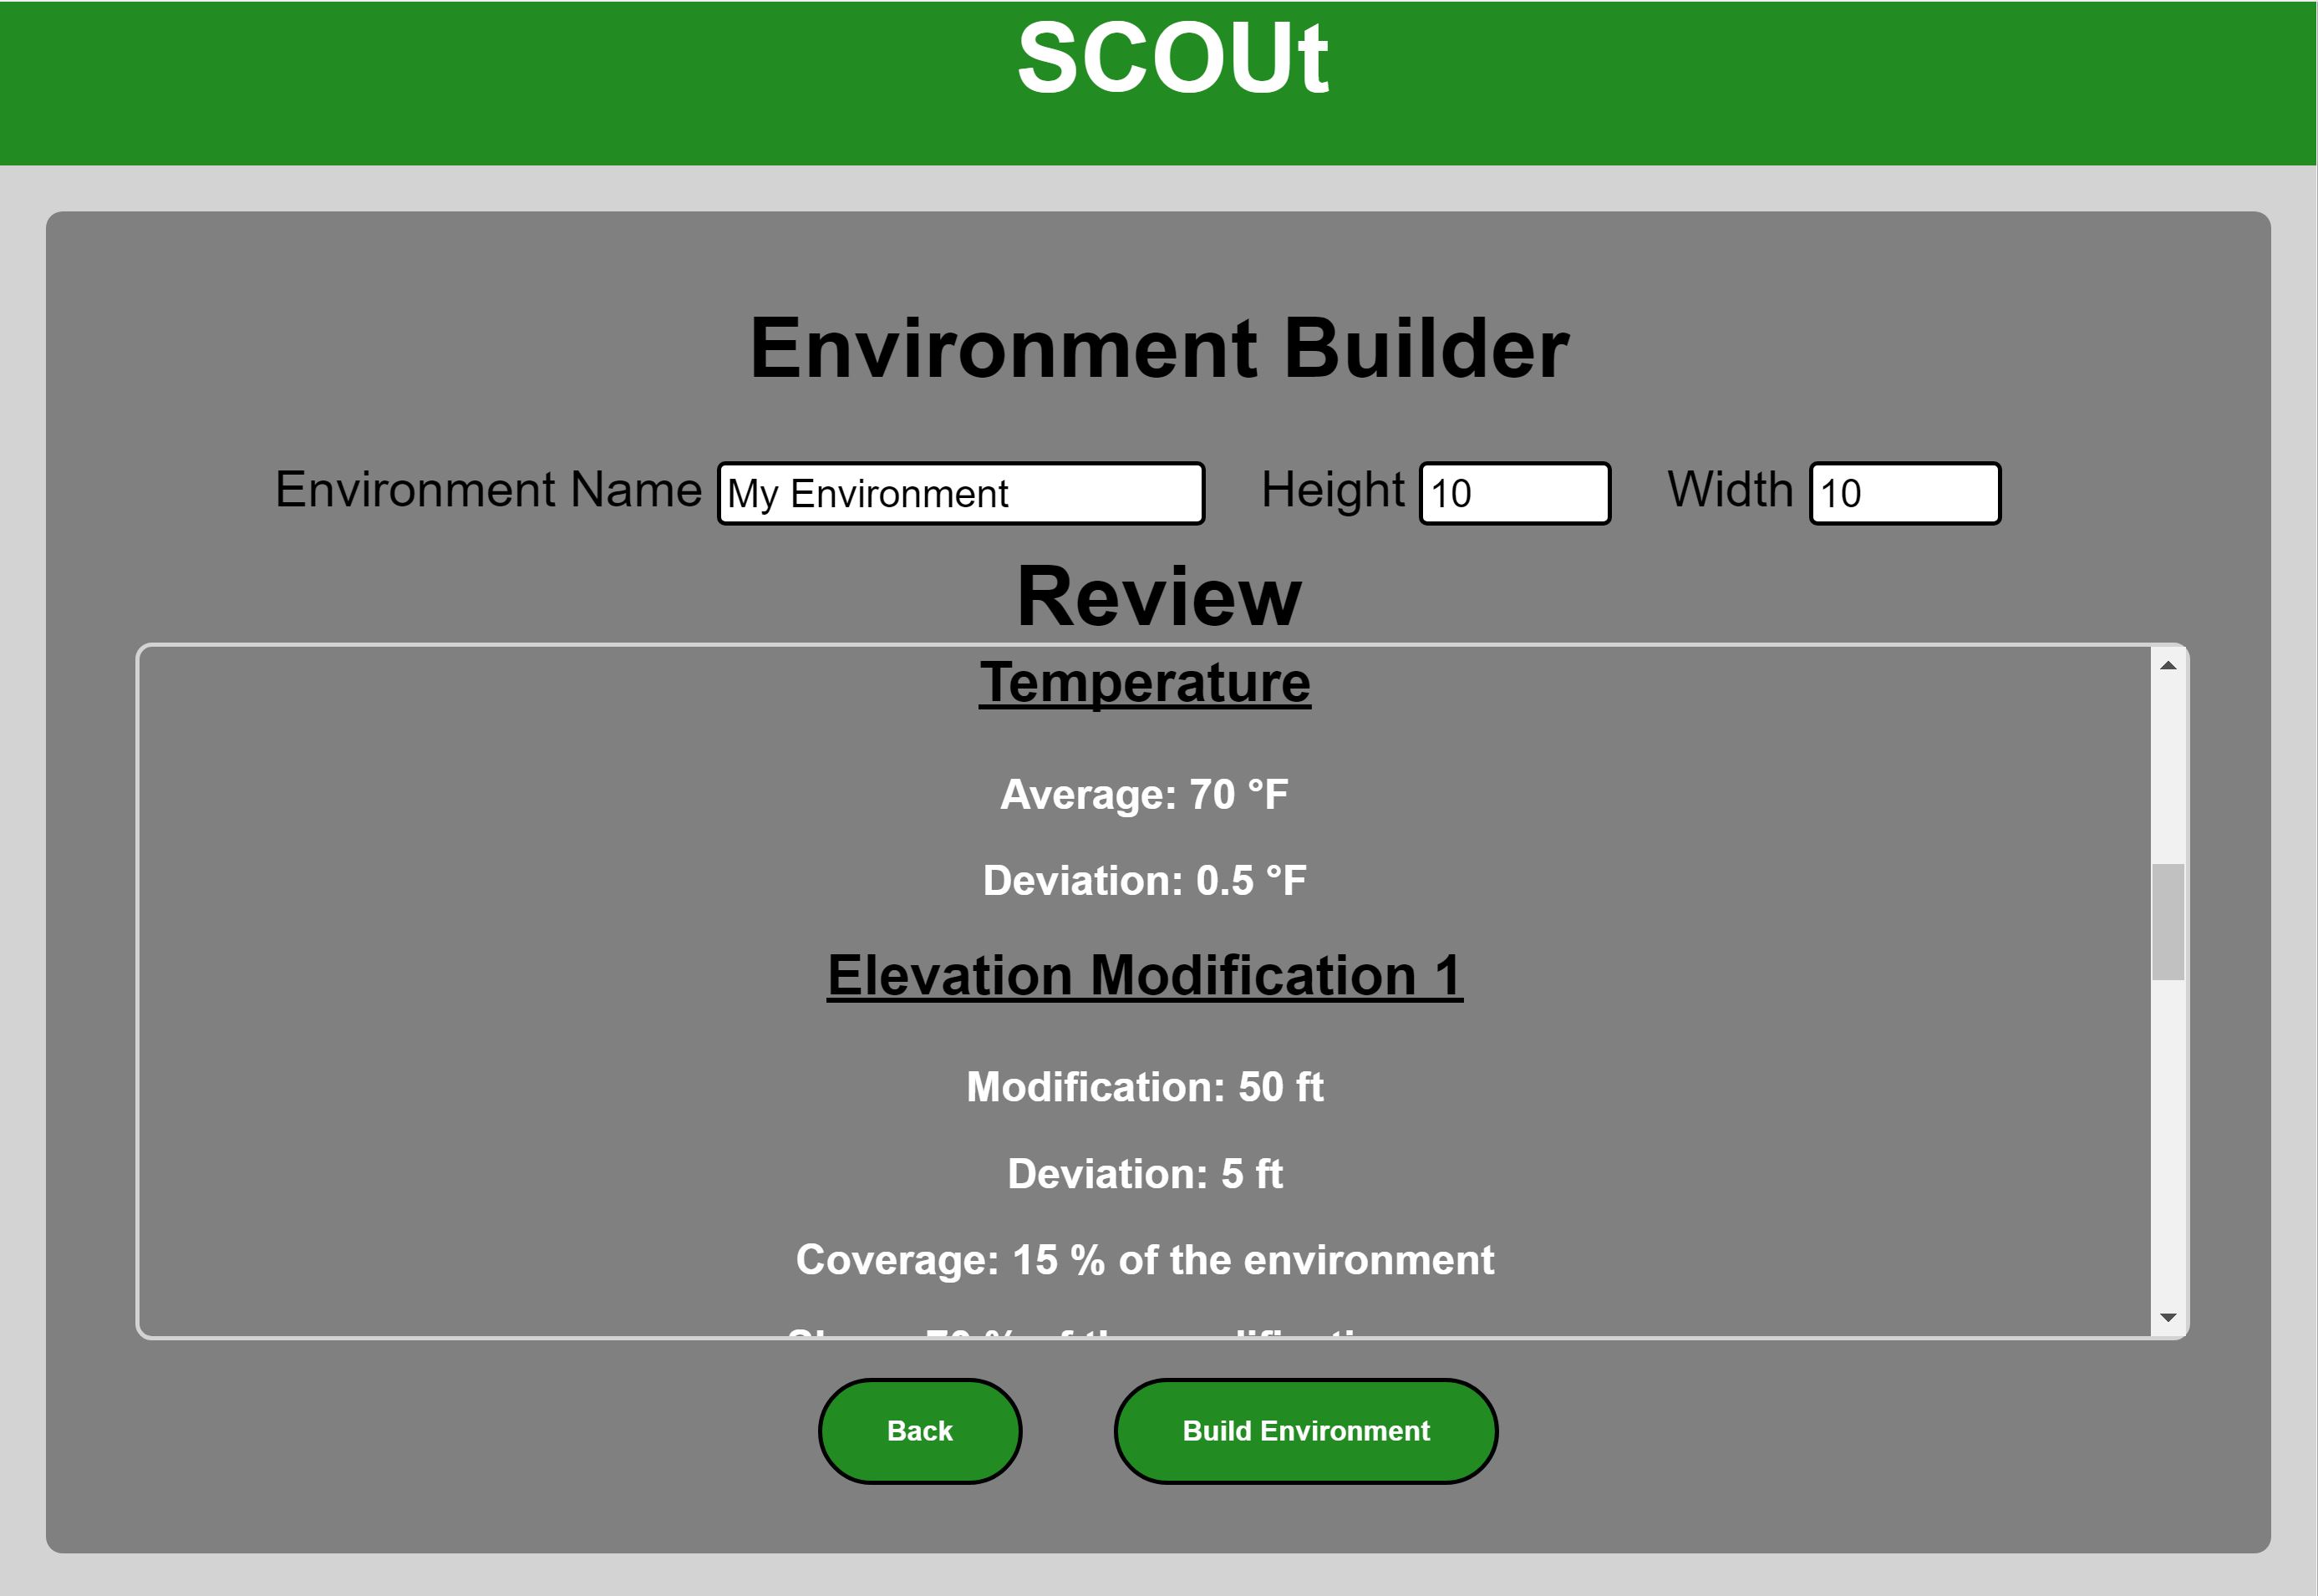 SCOUt
Environment Builder
Environment Name My Environment Height 10 Width 10
Review
Temperature
Average: 70 °F
Deviation: 0.5 °F
Elevation Modification 1
Modification: 50 ft
Deviation: 5 ft
Coverage: 15 % of the environment
Back Build Environment